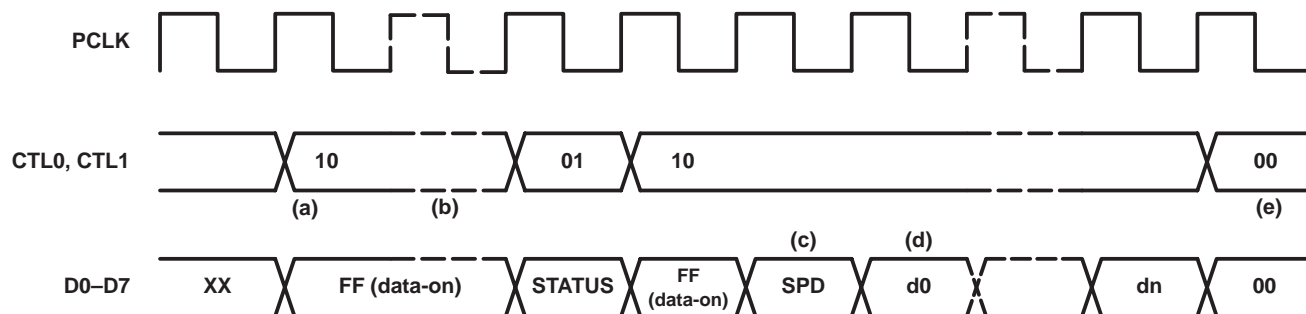 PCLK
CTL0, CTL1
10
01
10
00
(a)
(b)
(e)
(c)
(d)
D0–D7
XX
FF (data-on)
STATUS
FF
(data-on)
SPD
d0
dn
00